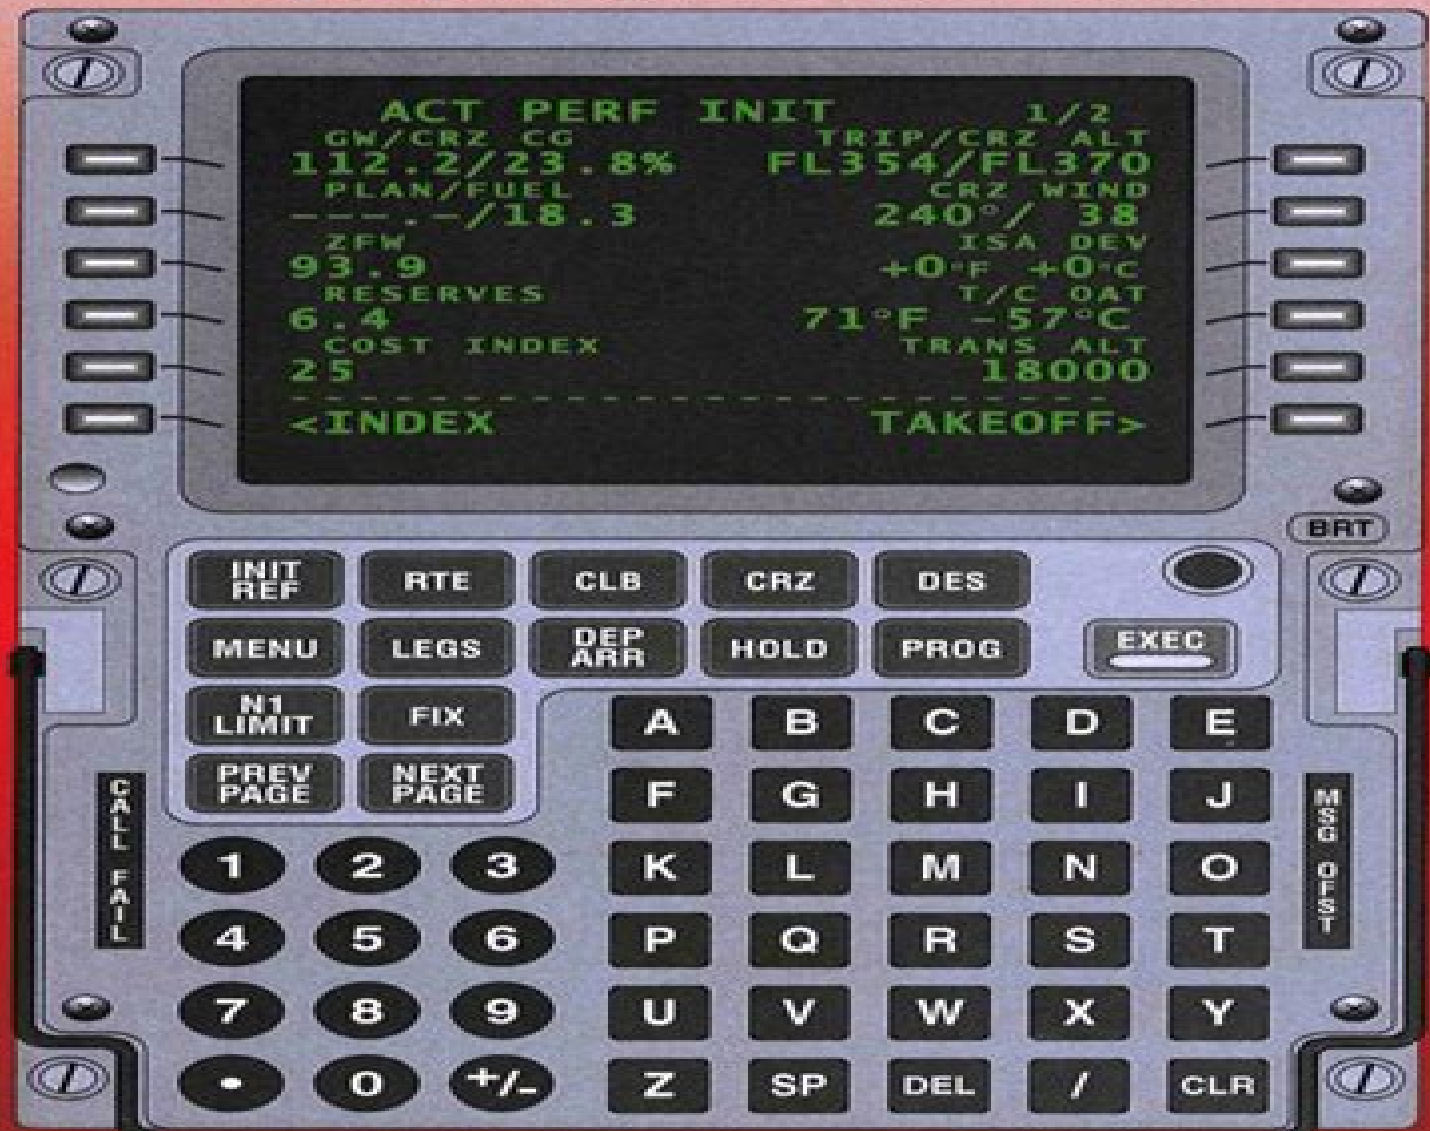 ACT PERF INIT 1/2
GW/CRZ CG TRIP/CRZ ALT
112.2/23.8% FL354/FL370
PLAN/FUEL CRZ WIND
---.-/18.3 240°/ 38
ZFW ISA DEV
93.9 +0°F +0°C
RESERVES T/C OAT
6.4 71°F -57°C
COST INDEX TRANS ALT
25 18000
--------------------
<INDEX TAKEOFF>
BRT
INIT REF RTE CLB CRZ DES
MENU LEGS DEP ARR HOLD PROG EXEC
N1 LIMIT FIX
PREV PAGE NEXT PAGE
A B C D E
F G H I J
K L M N O
P Q R S T
U V W X Y
Z SP DEL / CLR
1 2 3
4 5 6
7 8 9
. 0 +/-
CALL FAIL
MSG OFST